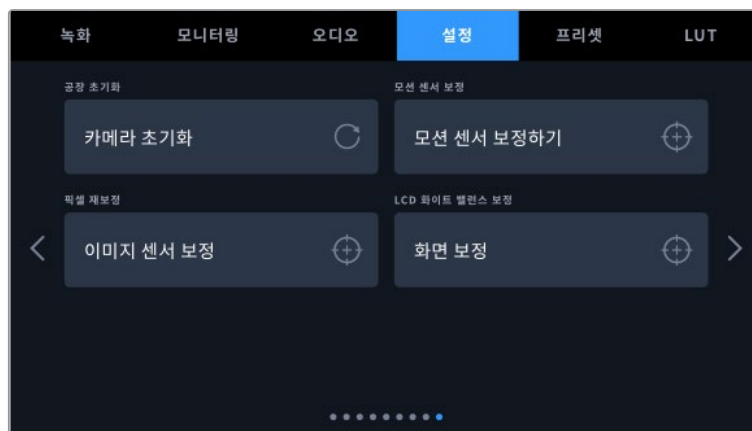 녹화 모니터링 오디오 설정 프리셋 LUT
공장 초기화 모션 센서 보정
카메라 초기화 모션 센서 보정하기
픽셀 재보정 LCD 화이트 밸런스 보정
이미지 센서 보정 화면 보정